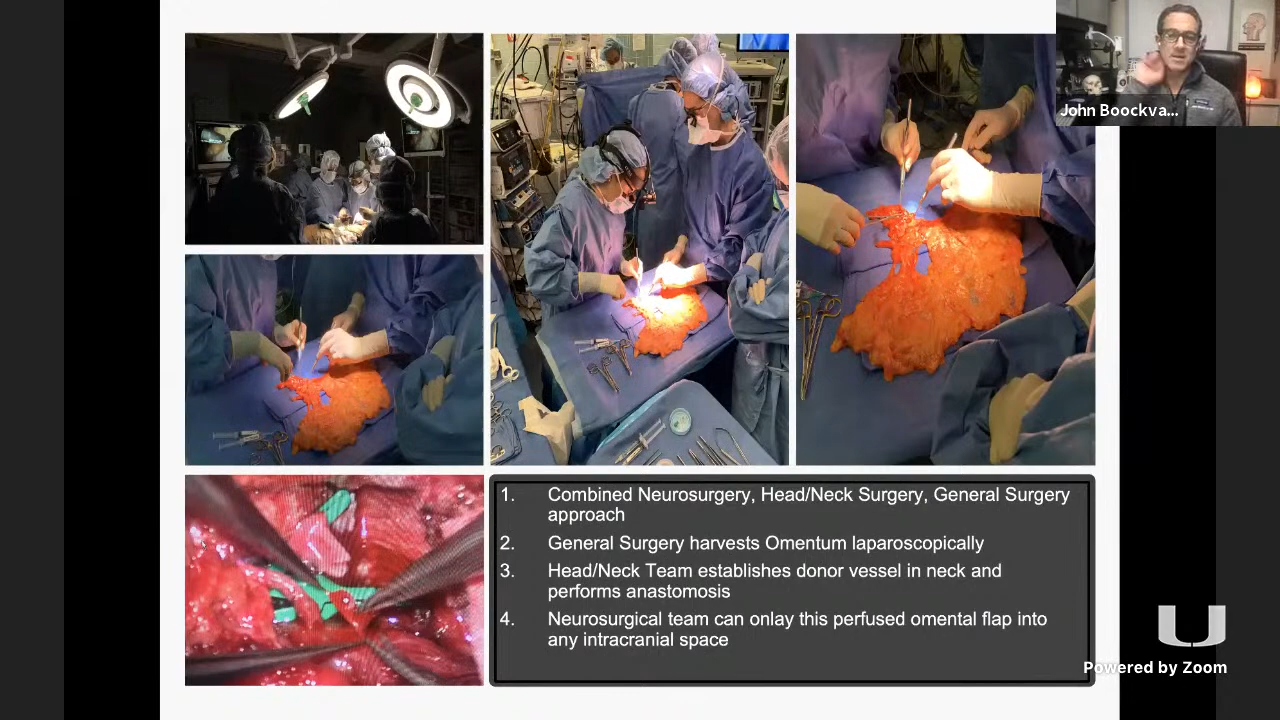 John Boockva...
1. Combined Neurosurgery, Head/Neck Surgery, General Surgery
approach
2. General Surgery harvests Omentum laparoscopically
3. Head/Neck Team establishes donor vessel in neck and
performs anastomosis
4. Neurosurgical team can onlay this perfused omental flap into
any intracranial space
U
Powered by Zoom